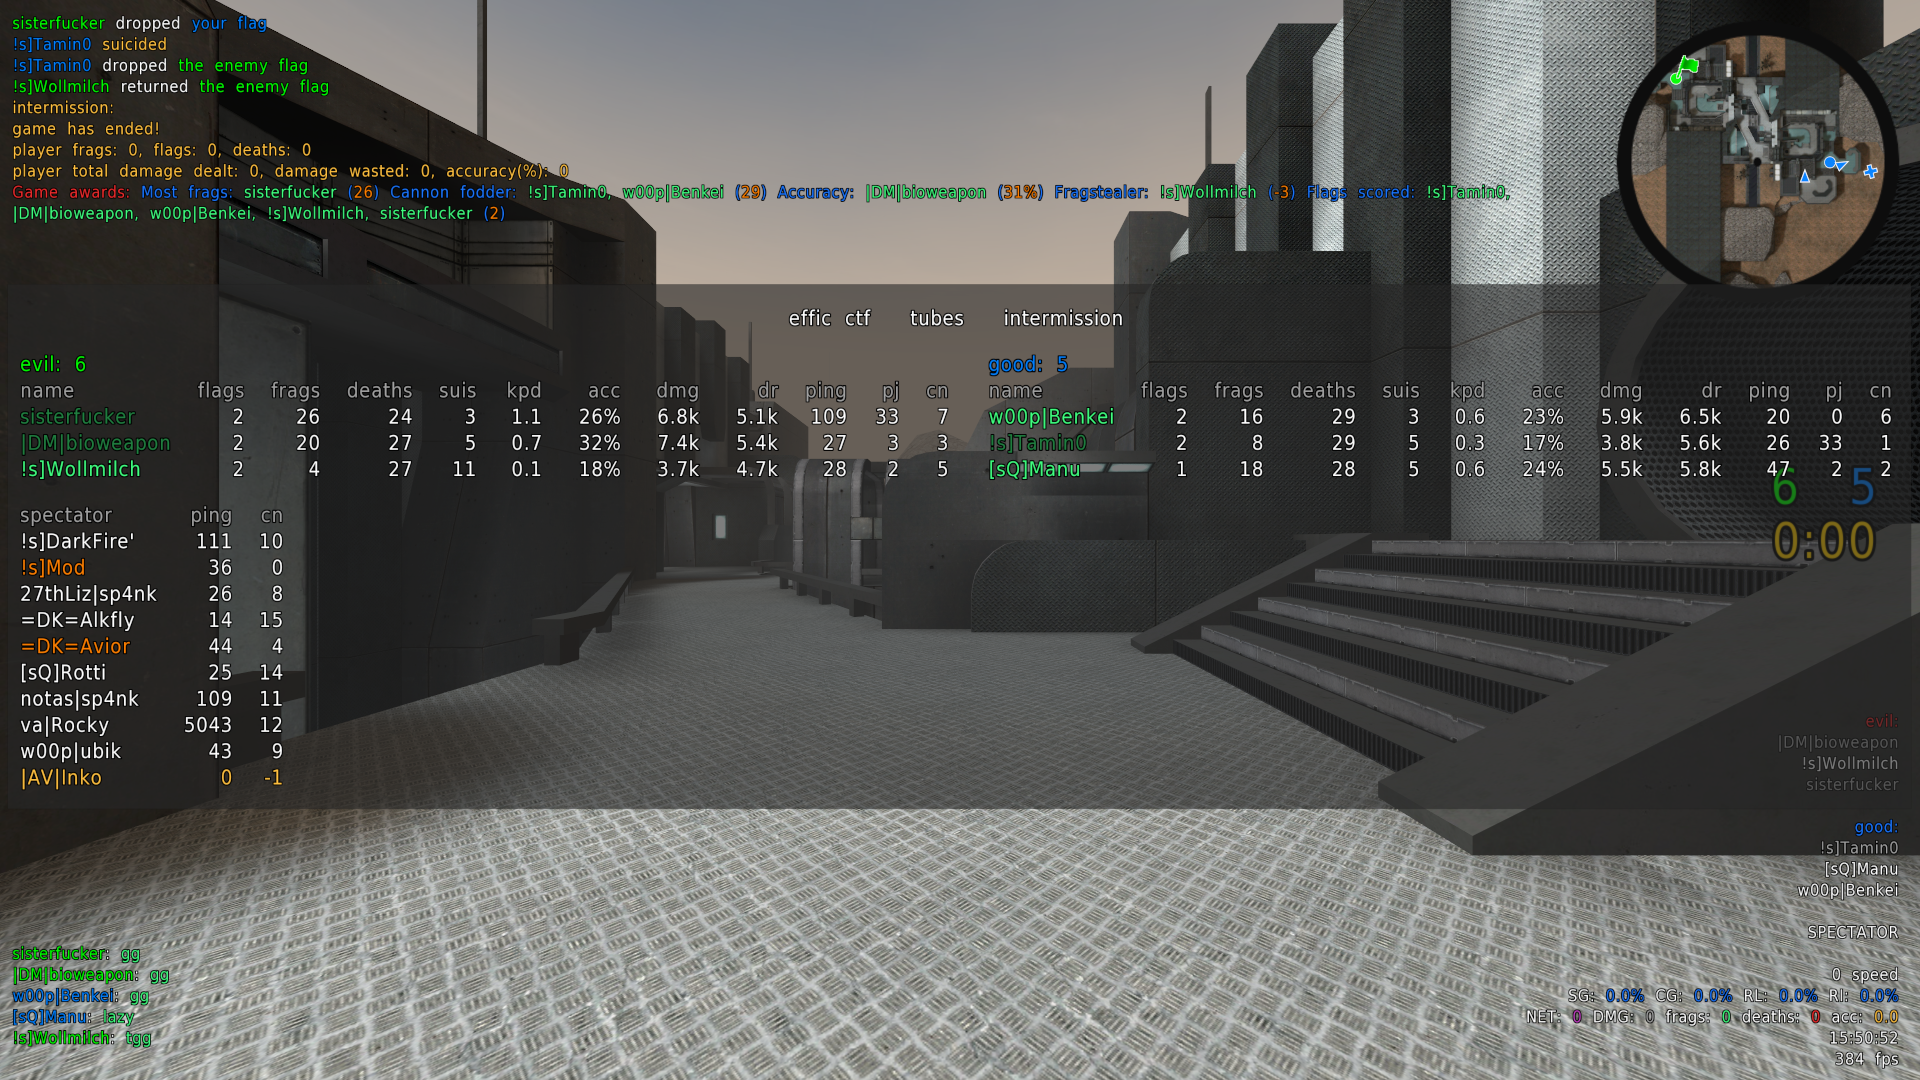 sisterfucker dropped your flag
!s]Tamin0 suicided
!s]Tamin0 dropped the enemy flag
!s]Wollmilch returned the enemy flag
intermission:
game has ended!
player frags: 0, flags: 0, deaths: 0
player total damage dealt: 0, damage wasted: 0, accuracy(%): 0
Game awards: Most frags: sisterfucker (26) Cannon fodder: !s]Tamin0, w00p|Benkei (29) Accuracy: |DM|bioweapon (31%) Fragstealer: !s]Wollmilch (-3) Flags scored: !s]Tamin0,
|DM|bioweapon, w00p|Benkei, !s]Wollmilch, sisterfucker (2)
effic ctf tubes intermission
evil: 6
name flags frags deaths suis kpd acc dmg dr ping pj cn
sisterfucker 2 26 24 3 1.1 26% 6.8k 5.1k 109 33 7
|DM|bioweapon 2 20 27 5 0.7 32% 7.4k 5.4k 27 3 3
!s]Wollmilch 2 4 27 11 0.1 18% 3.7k 4.7k 28 2 5
good: 5
name flags frags deaths suis kpd acc dmg dr ping pj cn
w00p|Benkei 2 16 29 3 0.6 23% 5.9k 6.5k 20 0 6
!s]Tamin0 2 8 29 5 0.3 17% 3.8k 5.6k 26 33 1
[sQ]Manu 1 18 28 5 0.6 24% 5.5k 5.8k 47 2 2
6 5
0:00
spectator ping cn
!s]DarkFire' 111 10
!s]Mod 36 0
27thLiz|sp4nk 26 8
=DK=Alkfly 14 15
=DK=Avior 44 4
[sQ]Rotti 25 14
notas|sp4nk 109 11
va|Rocky 5043 12
w00p|ubik 43 9
|AV|Inko 0 -1
evil:
|DM|bioweapon
!s]Wollmilch
sisterfucker
good:
!s]Tamin0
[sQ]Manu
w00p|Benkei
SPECTATOR
0 speed
SG: 0.0% CG: 0.0% RL: 0.0% RI: 0.0%
NET: 0 DMG: 0 frags: 0 deaths: 0 acc: 0.0
15:50:52
384 fps
sisterfucker: gg
|DM|bioweapon: gg
w00p|Benkei: gg
[sQ]Manu: lazy
!s]Wollmilch: tgg